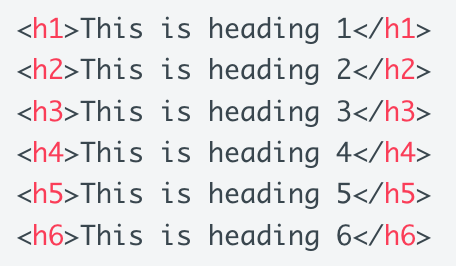 <h1>This is heading 1</h1>
<h2>This is heading 2</h2>
<h3>This is heading 3</h3>
<h4>This is heading 4</h4>
<h5>This is heading 5</h5>
<h6>This is heading 6</h6>